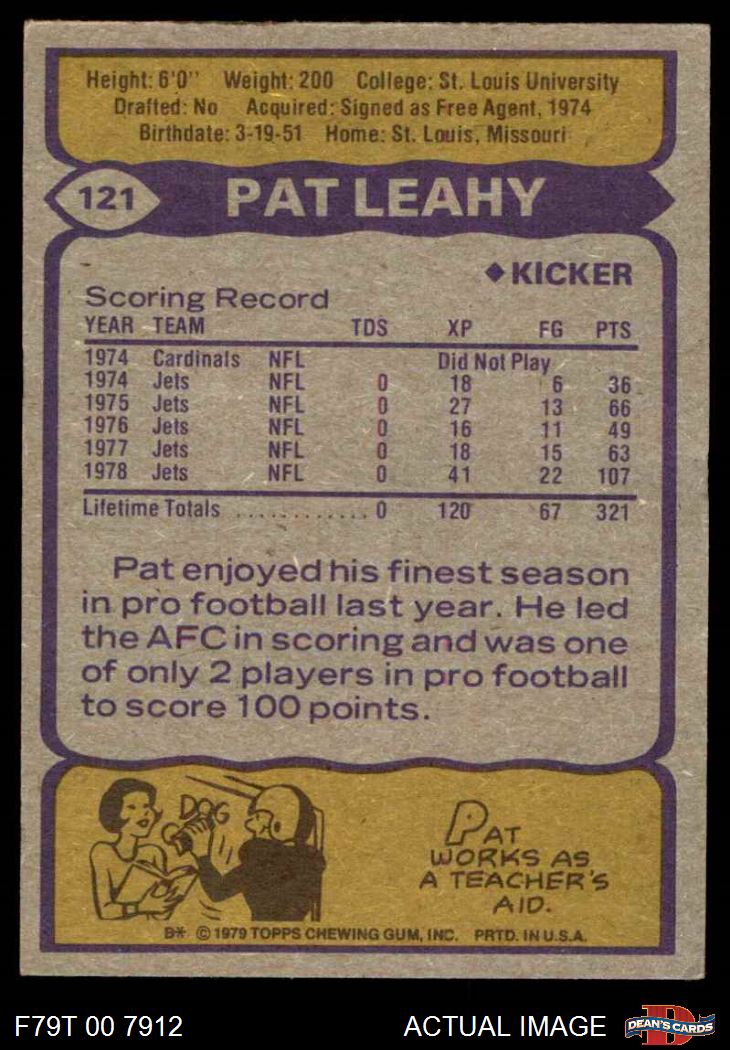 Height: 6'0" Weight: 200 College: St. Louis University
Drafted: No Acquired: Signed as Free Agent, 1974
Birthdate: 3-19-51 Home: St. Louis, Missouri
121 PAT LEAHY
◆ KICKER
Scoring Record
YEAR TEAM TDS XP FG PTS
1974 Cardinals NFL Did Not Play
1974 Jets NFL 0 18 6 36
1975 Jets NFL 0 27 13 66
1976 Jets NFL 0 16 11 49
1977 Jets NFL 0 18 15 63
1978 Jets NFL 0 41 22 107
Lifetime Totals ............ 0 120 67 321
Pat enjoyed his finest season
in pro football last year. He led
the AFC in scoring and was one
of only 2 players in pro football
to score 100 points.
DOG
PAT
WORKS AS
A TEACHER'S
AID.
B* © 1979 TOPPS CHEWING GUM, INC. PRTD. IN U.S.A.
F79T 00 7912 ACTUAL IMAGE
D
DEAN'S CARDS